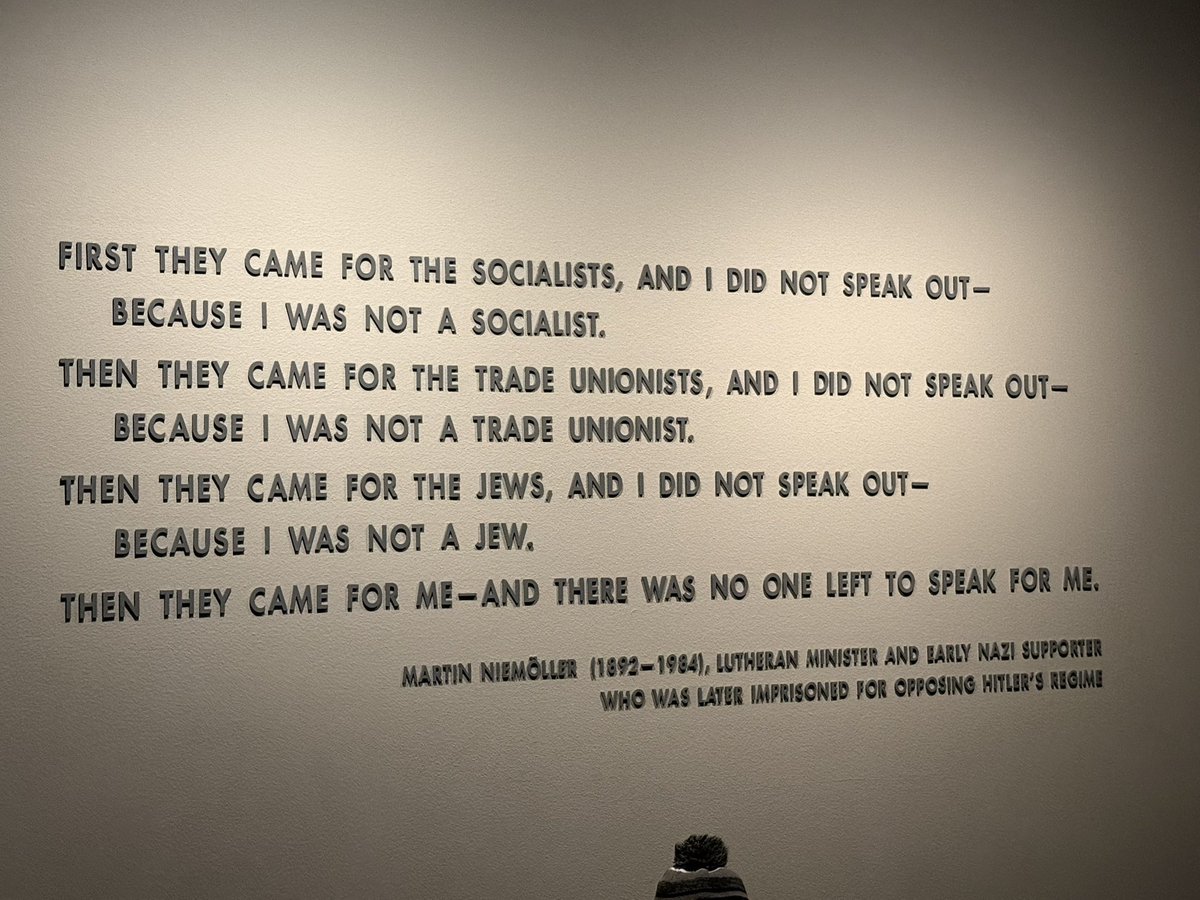 FIRST THEY CAME FOR THE SOCIALISTS, AND I DID NOT SPEAK OUT—
BECAUSE I WAS NOT A SOCIALIST.
THEN THEY CAME FOR THE TRADE UNIONISTS, AND I DID NOT SPEAK OUT—
BECAUSE I WAS NOT A TRADE UNIONIST.
THEN THEY CAME FOR THE JEWS, AND I DID NOT SPEAK OUT—
BECAUSE I WAS NOT A JEW.
THEN THEY CAME FOR ME—AND THERE WAS NO ONE LEFT TO SPEAK FOR ME.
MARTIN NIEMÖLLER (1892–1984), LUTHERAN MINISTER AND EARLY NAZI SUPPORTER
WHO WAS LATER IMPRISONED FOR OPPOSING HITLER'S REGIME